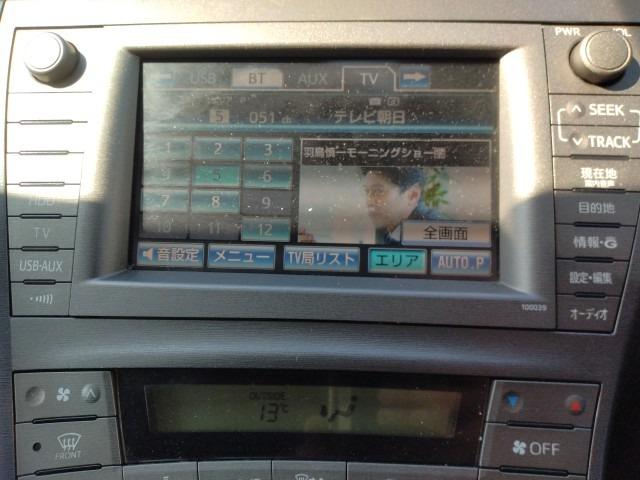 PWR VOL
USB BT AUX TV
5 051ch テレビ朝日
1 2 3
羽鳥慎一モーニングショー
5 6
7 8 9
10 11 12
全画面
音設定 メニュー TV局リスト エリア AUTO.P
SEEK
TRACK
現在地
目的地
情報・G
設定・編集
オーディオ
HDD
TV
USB・AUX
100039
OUTSIDE
13℃
FRONT
OFF